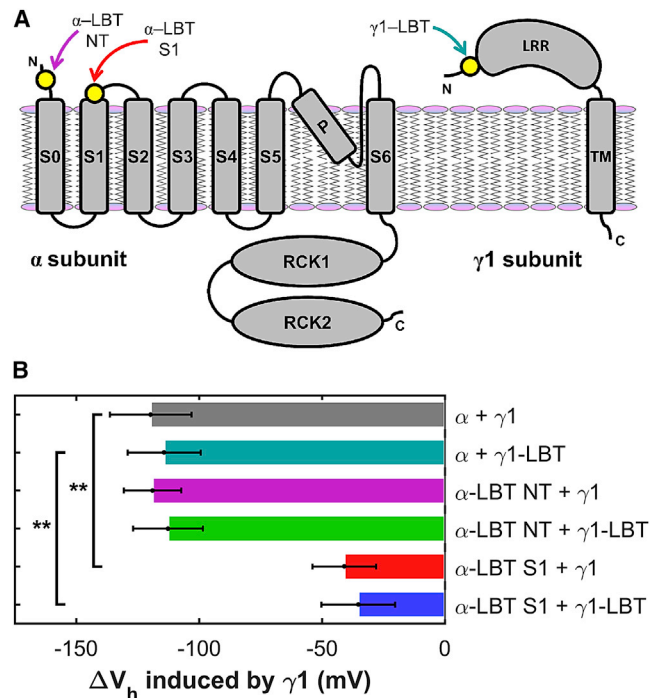 A
α–LBT
NT
α–LBT
S1
γ1–LBT
LRR
N
N
S0
S1
S2
S3
S4
S5
P
S6
TM
C
α subunit
RCK1
γ1 subunit
RCK2
C
B
α + γ1
α + γ1-LBT
**
α-LBT NT + γ1
**
α-LBT NT + γ1-LBT
α-LBT S1 + γ1
α-LBT S1 + γ1-LBT
-150 -100 -50 0
ΔVh induced by γ1 (mV)